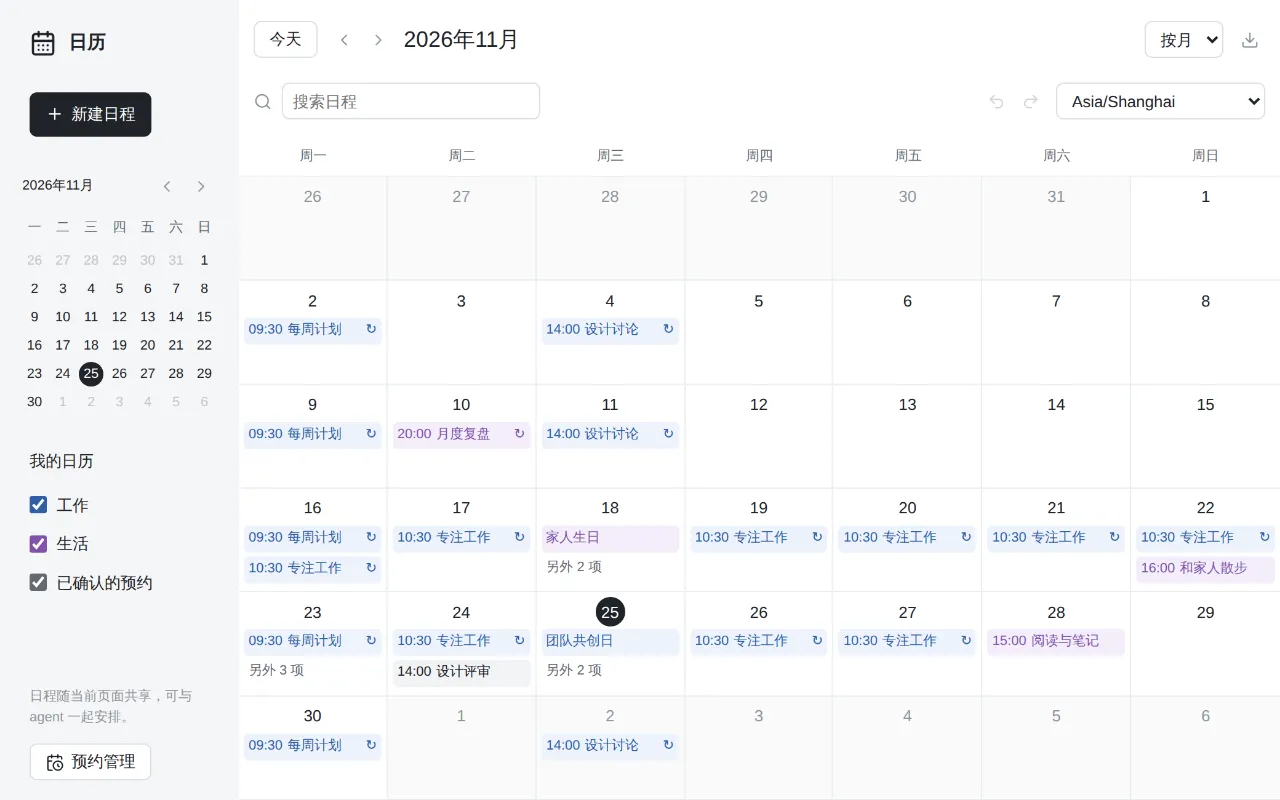 日历
新建日程
2026年11月
一 二 三 四 五 六 日
26 27 28 29 30 31 1
2 3 4 5 6 7 8
9 10 11 12 13 14 15
16 17 18 19 20 21 22
23 24 25 26 27 28 29
30 1 2 3 4 5 6
我的日历
工作
生活
已确认的预约
日程随当前页面共享，可与
agent 一起安排。
预约管理
今天 2026年11月 按月
搜索日程 Asia/Shanghai
周一 周二 周三 周四 周五 周六 周日
26 27 28 29 30 31 1
2 3 4 5 6 7 8
09:30 每周计划 ↻ 14:00 设计讨论 ↻
9 10 11 12 13 14 15
09:30 每周计划 ↻ 20:00 月度复盘 ↻ 14:00 设计讨论 ↻
16 17 18 19 20 21 22
09:30 每周计划 ↻ 10:30 专注工作 ↻ 家人生日 10:30 专注工作 ↻ 10:30 专注工作 ↻ 10:30 专注工作 ↻ 10:30 专注工作 ↻
10:30 专注工作 ↻ 另外 2 项 16:00 和家人散步
23 24 25 26 27 28 29
09:30 每周计划 ↻ 10:30 专注工作 ↻ 团队共创日 10:30 专注工作 ↻ 10:30 专注工作 ↻ 15:00 阅读与笔记
另外 3 项 14:00 设计评审 另外 2 项
30 1 2 3 4 5 6
09:30 每周计划 ↻ 14:00 设计讨论 ↻